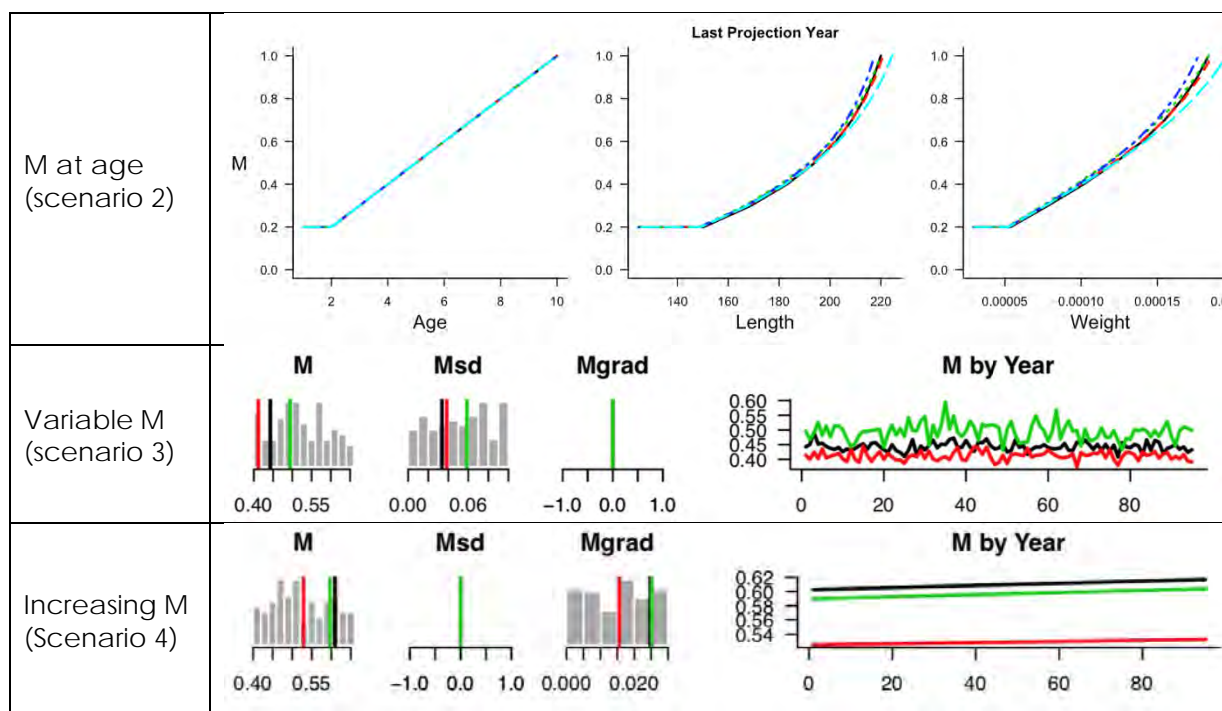 M at age
(scenario 2)
Last Projection Year
M
1.0
0.8
0.6
0.4
0.2
0.0
2 4 6 8 10
Age
1.0
0.8
0.6
0.4
0.2
0.0
140 160 180 200 220
Length
1.0
0.8
0.6
0.4
0.2
0.0
0.00005 0.00010 0.00015
Weight
Variable M
(scenario 3)
M
0.40 0.55
Msd
0.00 0.06
Mgrad
−1.0 0.0 1.0
M by Year
0.60
0.55
0.50
0.45
0.40
0 20 40 60 80
Increasing M
(Scenario 4)
M
0.40 0.55
Msd
−1.0 0.0 1.0
Mgrad
0.000 0.020
M by Year
0.62
0.60
0.58
0.56
0.54
0 20 40 60 80